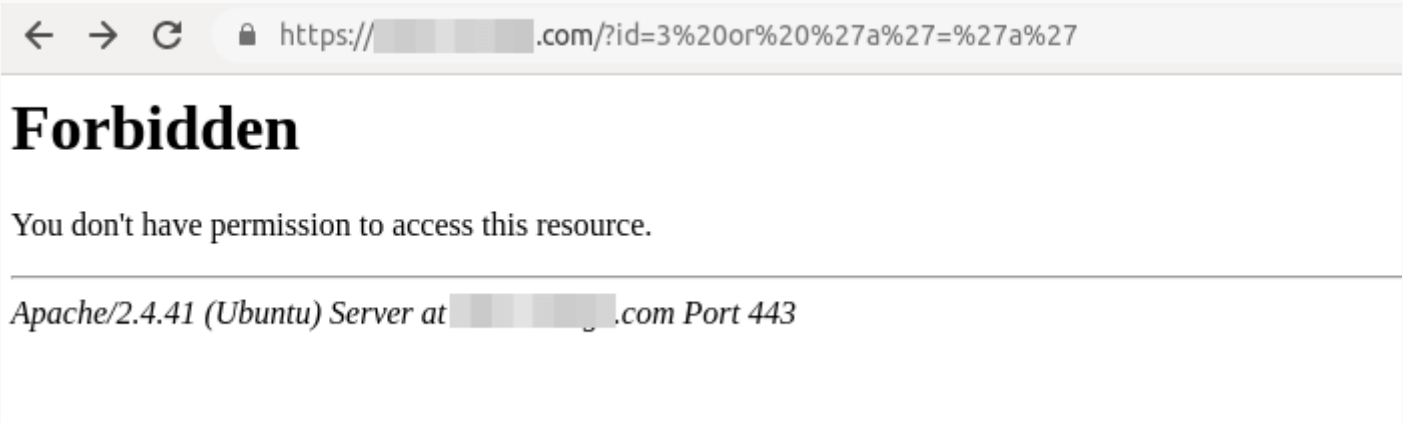 https:// .com/?id=3%20or%20%27a%27=%27a%27
Forbidden
You don't have permission to access this resource.
Apache/2.4.41 (Ubuntu) Server at .com Port 443